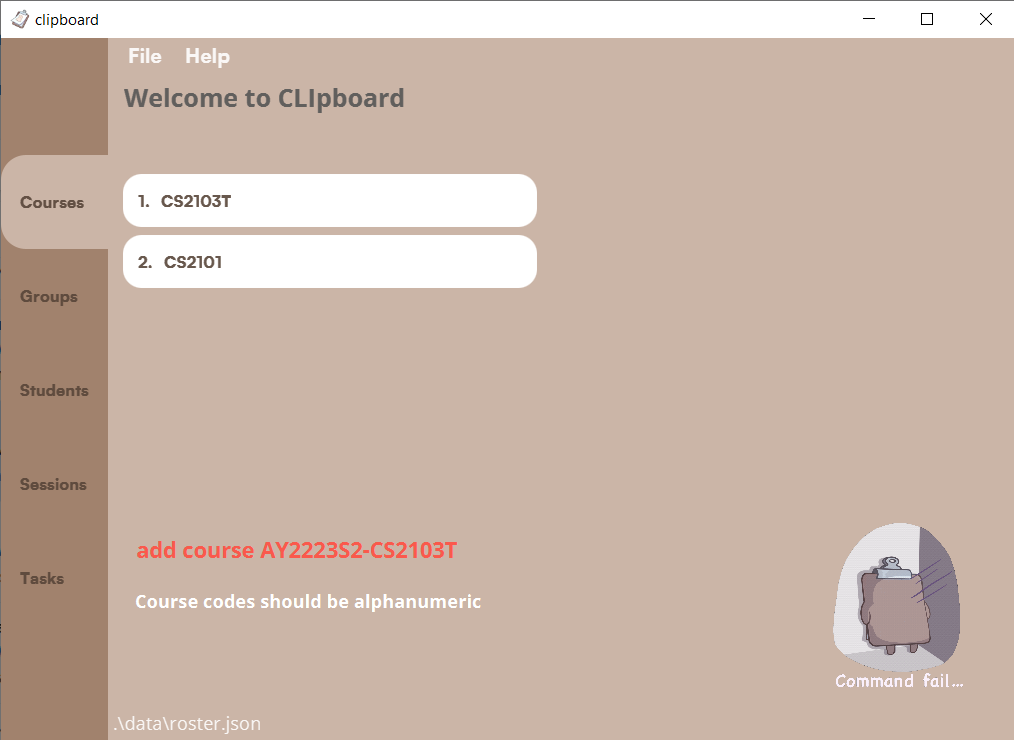 clipboard
File Help
Welcome to CLIpboard
Courses
Groups
Students
Sessions
Tasks
1. CS2103T
2. CS2101
add course AY2223S2-CS2103T
Course codes should be alphanumeric
Command fail...
.\data\roster.json